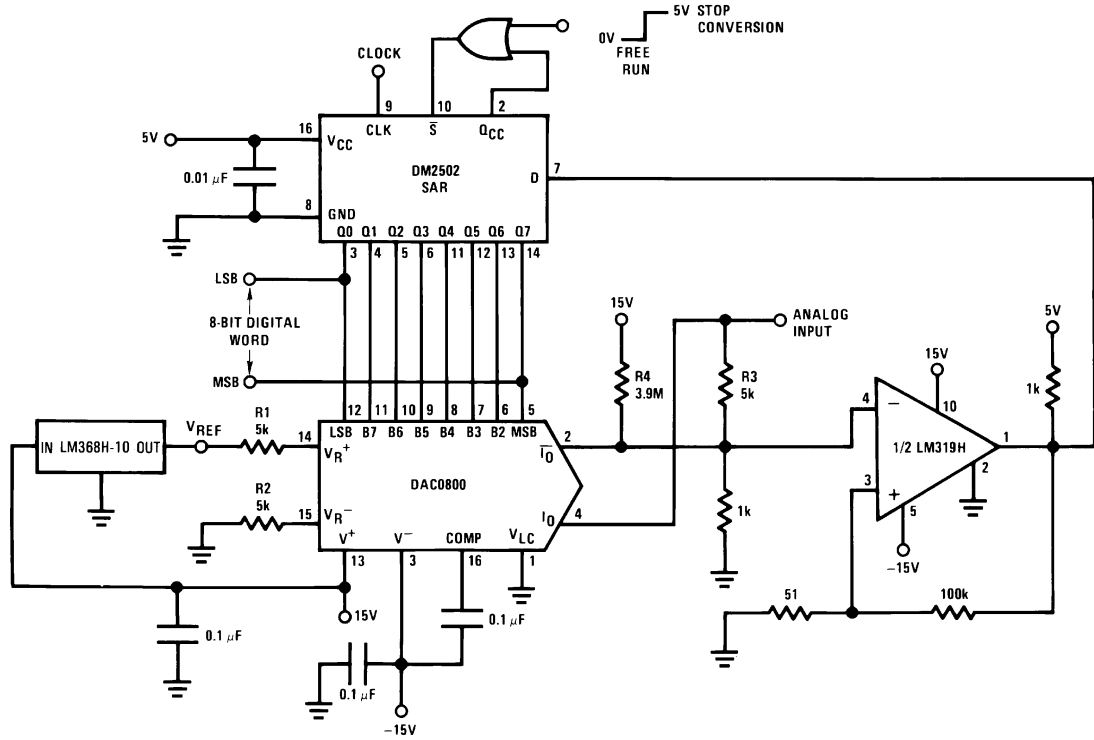 5V STOP
CONVERSION
0V
FREE
RUN
CLOCK
9
10
2
CLK
S̅
QCC
5V
16
VCC
DM2502
SAR
D
7
0.01 µF
8
GND
Q0 Q1 Q2 Q3 Q4 Q5 Q6 Q7
3 4 5 6 11 12 13 14
LSB
8-BIT DIGITAL
WORD
MSB
15V
ANALOG
INPUT
5V
R4
3.9M
R3
5k
15V
1k
12 11 10 9 8 7 6 5
LSB B7 B6 B5 B4 B3 B2 MSB
IN LM368H-10 OUT
VREF
R1
5k
14
VR+
I̅O̅
2
4
−
10
1/2 LM319H
1
2
DAC0800
3
+
5
−15V
R2
5k
15
VR−
IO
4
1k
V+
V−
COMP
VLC
13
3
16
1
15V
0.1 µF
0.1 µF
0.1 µF
−15V
51
100k